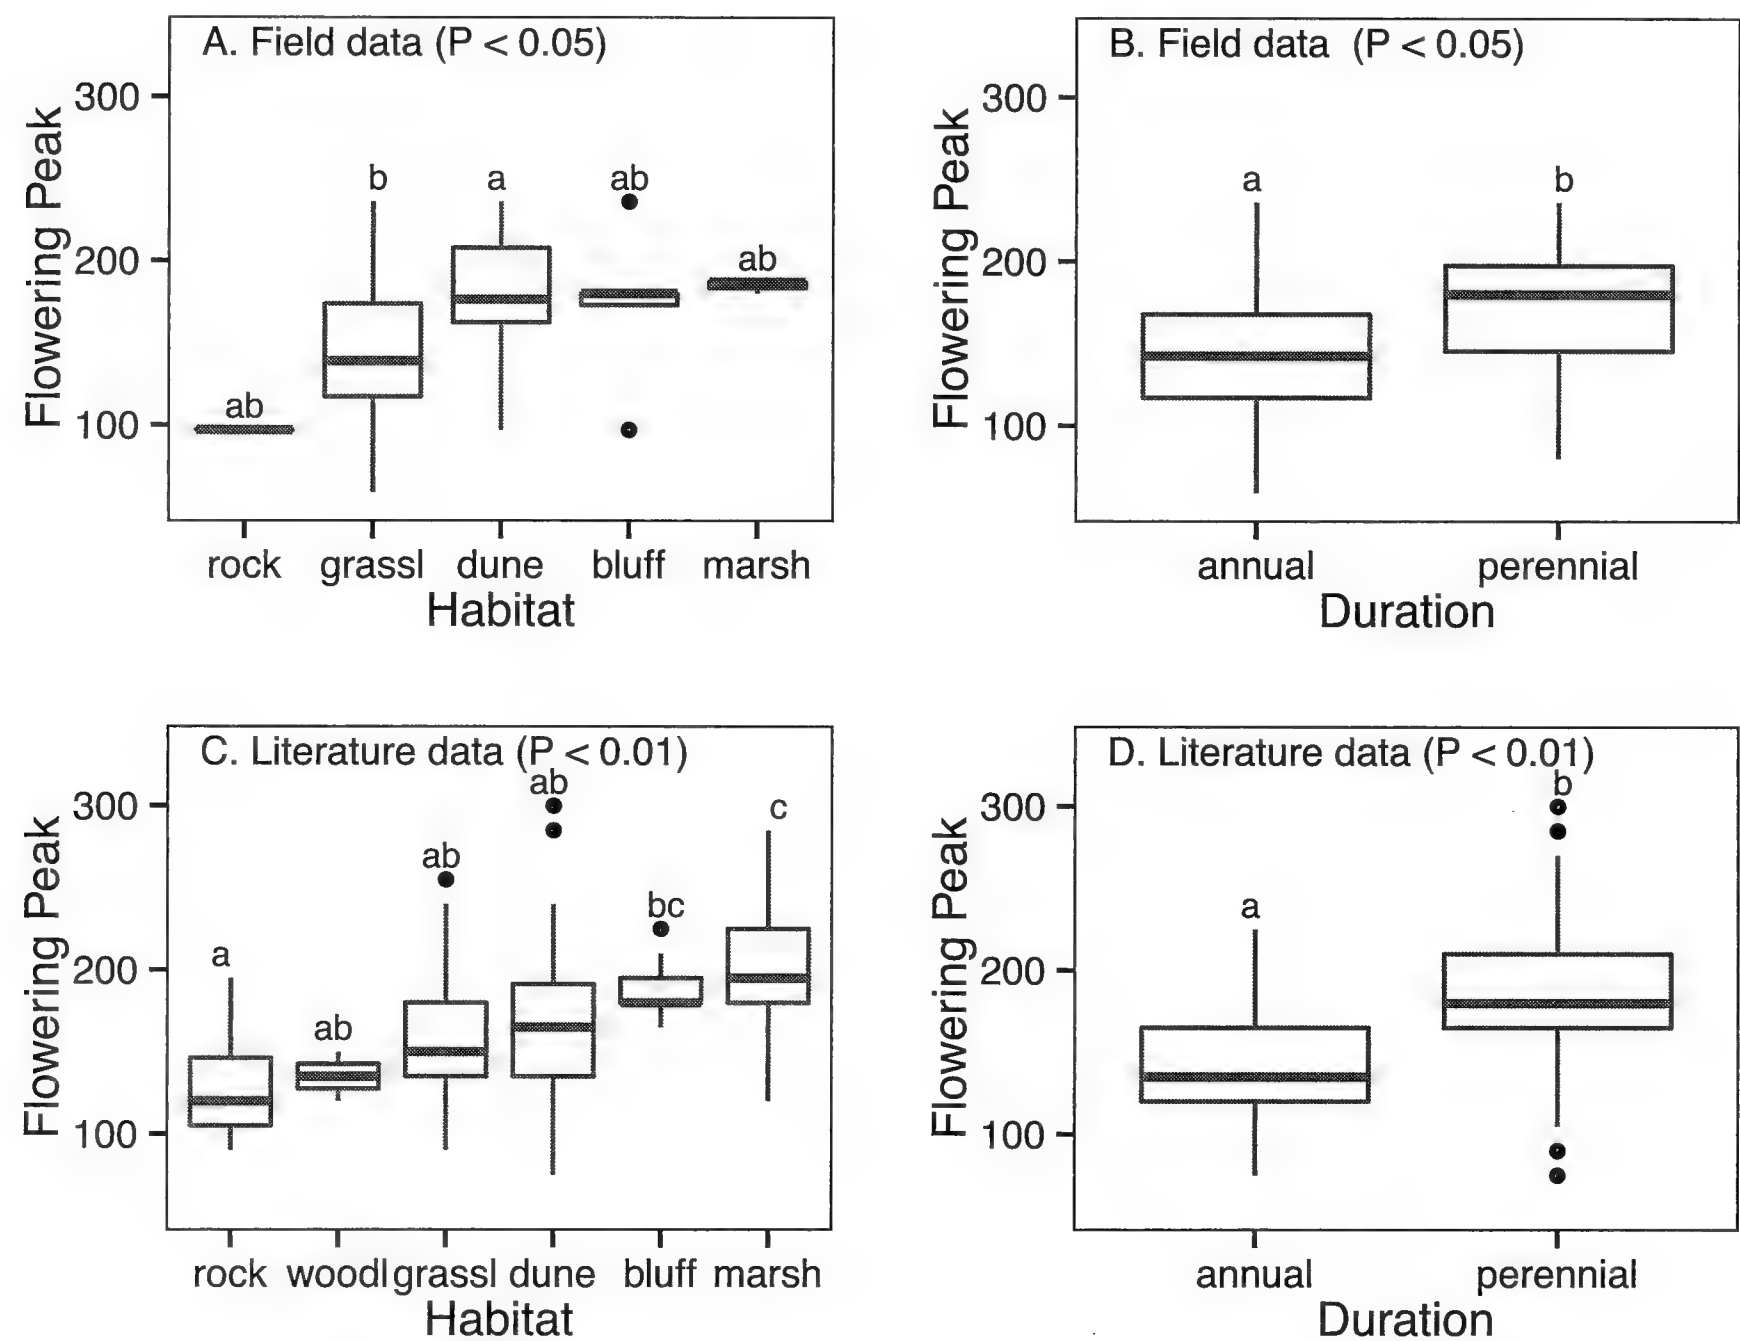 A. Field data (P < 0.05)
Flowering Peak
300
200
100
ab
b
a
ab
ab
rock grassl dune bluff marsh
Habitat
B. Field data (P < 0.05)
Flowering Peak
300
200
100
a
b
annual perennial
Duration
C. Literature data (P < 0.01)
Flowering Peak
300
200
100
a
ab
ab
ab
bc
c
rock woodl grassl dune bluff marsh
Habitat
D. Literature data (P < 0.01)
Flowering Peak
300
200
100
a
b
annual perennial
Duration